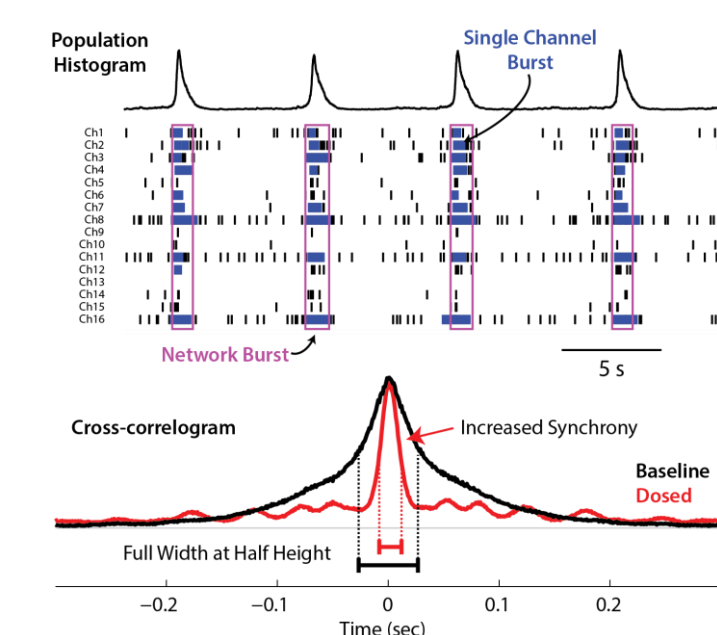 Population
Histogram
Single Channel
Burst
Ch1
Ch2
Ch3
Ch4
Ch5
Ch6
Ch7
Ch8
Ch9
Ch10
Ch11
Ch12
Ch13
Ch14
Ch15
Ch16
Network Burst
5 s
Cross-correlogram
Increased Synchrony
Baseline
Dosed
Full Width at Half Height
−0.2 −0.1 0 0.1 0.2
Time (sec)